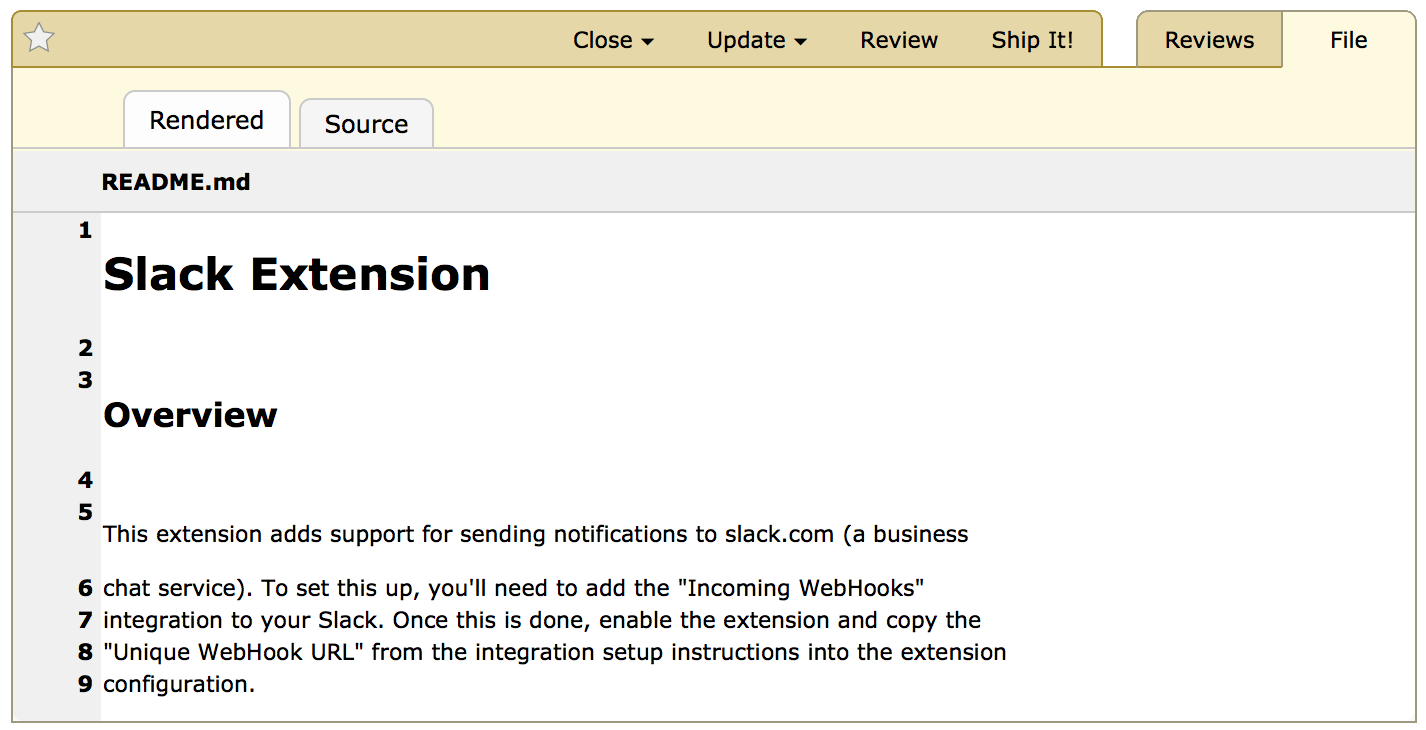 Close Update Review Ship It! Reviews File
Rendered Source
README.md
1
Slack Extension
2
3
Overview
4
5
This extension adds support for sending notifications to slack.com (a business
6 chat service). To set this up, you'll need to add the "Incoming WebHooks"
7 integration to your Slack. Once this is done, enable the extension and copy the
8 "Unique WebHook URL" from the integration setup instructions into the extension
9 configuration.